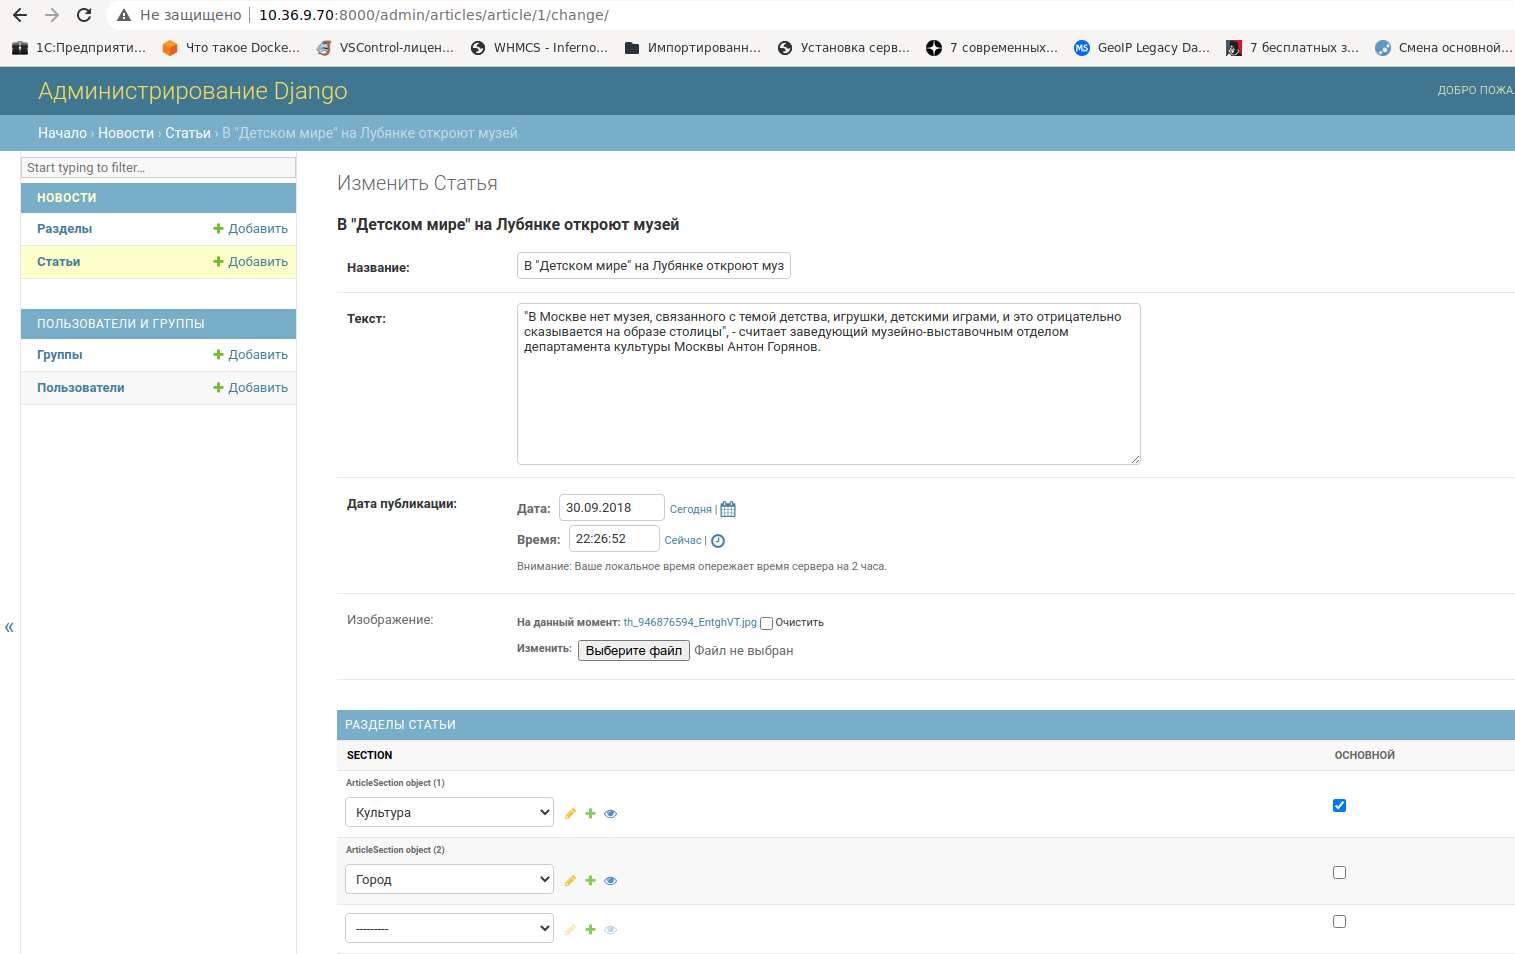 Не защищено 10.36.9.70:8000/admin/articles/article/1/change/
1С:Предприяти... Что такое Docke... VSControl-лицен... WHMCS - Inferno... Импортированн... Установка серв... 7 современных... GeoIP Legacy Da... 7 бесплатных з... Смена основной...
Администрирование Django
ДОБРО ПОЖА
Начало › Новости › Статьи › В "Детском мире" на Лубянке откроют музей
Start typing to filter...
НОВОСТИ
Разделы Добавить
Статьи Добавить
ПОЛЬЗОВАТЕЛИ И ГРУППЫ
Группы Добавить
Пользователи Добавить
«
Изменить Статья
В "Детском мире" на Лубянке откроют музей
Название: В "Детском мире" на Лубянке откроют муз
Текст: "В Москве нет музея, связанного с темой детства, игрушки, детскими играми, и это отрицательно
сказывается на образе столицы", - считает заведующий музейно-выставочным отделом
департамента культуры Москвы Антон Горянов.
Дата публикации: Дата: 30.09.2018 Сегодня |
Время: 22:26:52 Сейчас |
Внимание: Ваше локальное время опережает время сервера на 2 часа.
Изображение: На данный момент: th_946876594_EntghVT.jpg Очистить
Изменить: Выберите файл Файл не выбран
РАЗДЕЛЫ СТАТЬИ
SECTION ОСНОВНОЙ
ArticleSection object (1)
Культура
ArticleSection object (2)
Город
---------